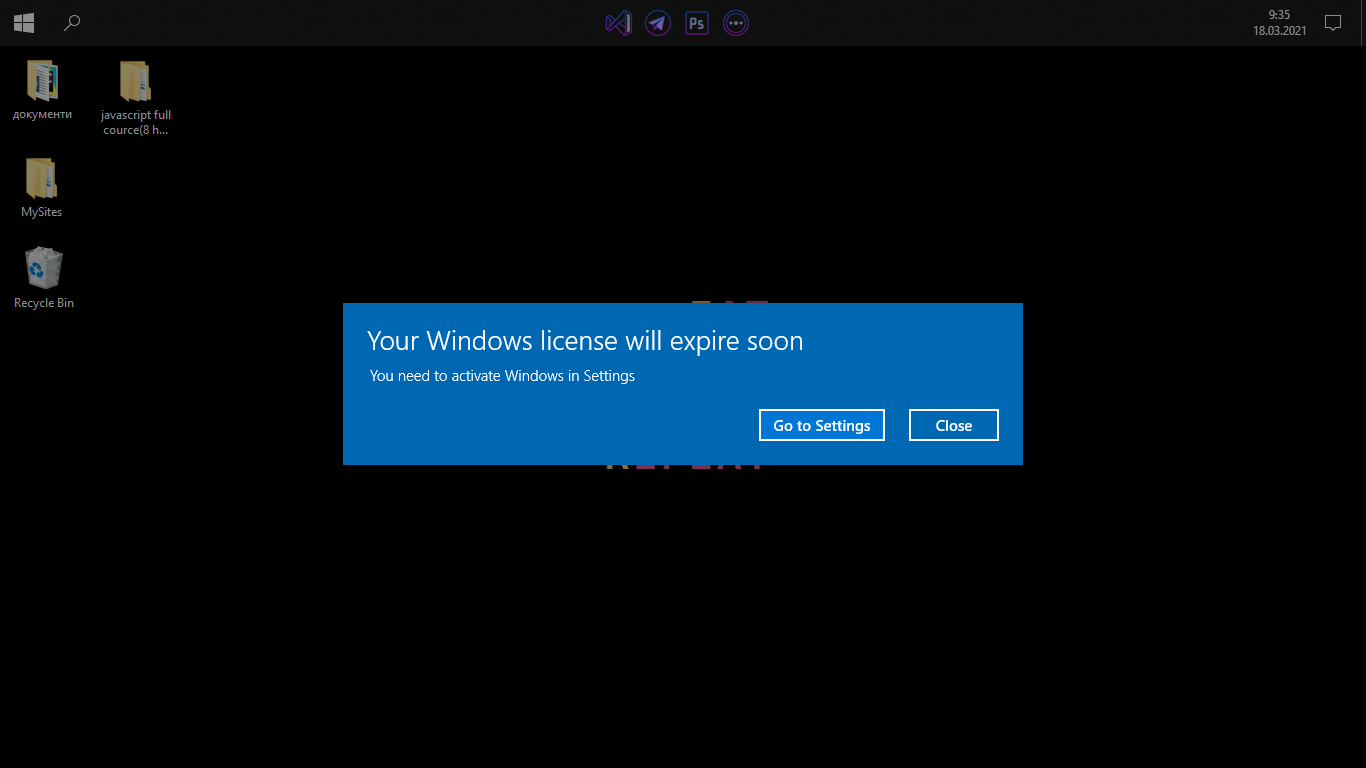 Ps
9:35
18.03.2021
документи
javascript full
cource(8 h...
MySites
Recycle Bin
Your Windows license will expire soon
You need to activate Windows in Settings
Go to Settings
Close